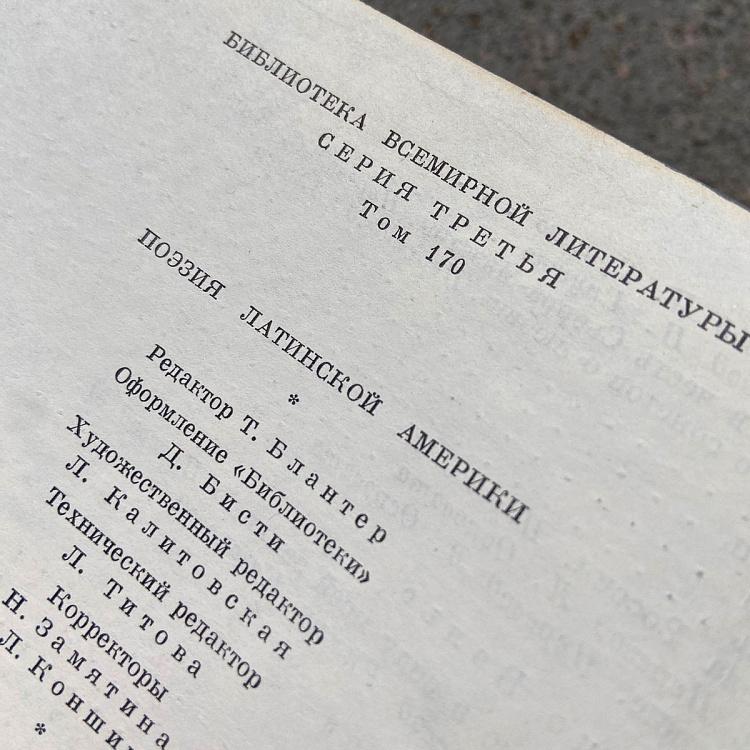 БИБЛИОТЕКА ВСЕМИРНОЙ ЛИТЕРАТУРЫ
СЕРИЯ ТРЕТЬЯ
Том 170
ПОЭЗИЯ ЛАТИНСКОЙ АМЕРИКИ
*
Редактор Т. Блантер
Оформление «Библиотеки»
Д. Бисти
Художественный редактор
Л. Калитовская
Технический редактор
Л. Титова
Корректоры
Н. Замятина
Л.
*